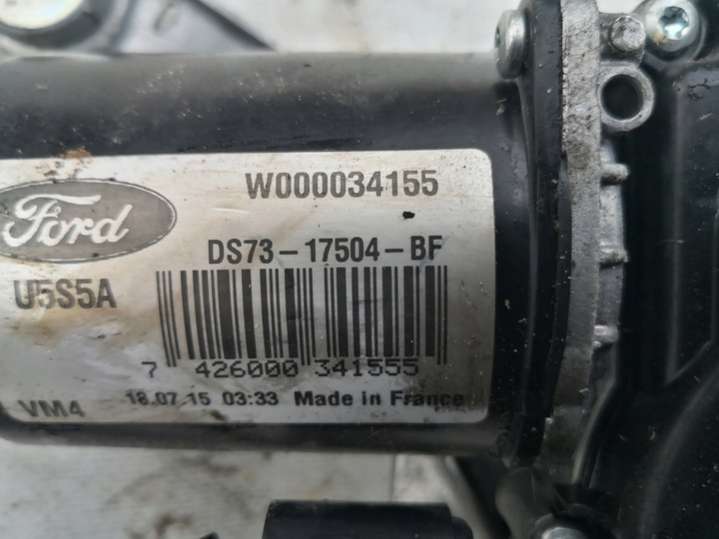 W000034155
Ford
DS73-17504-BF
U5S5A
7 426000 341555
VM4
18.07.15 03:33 Made in France